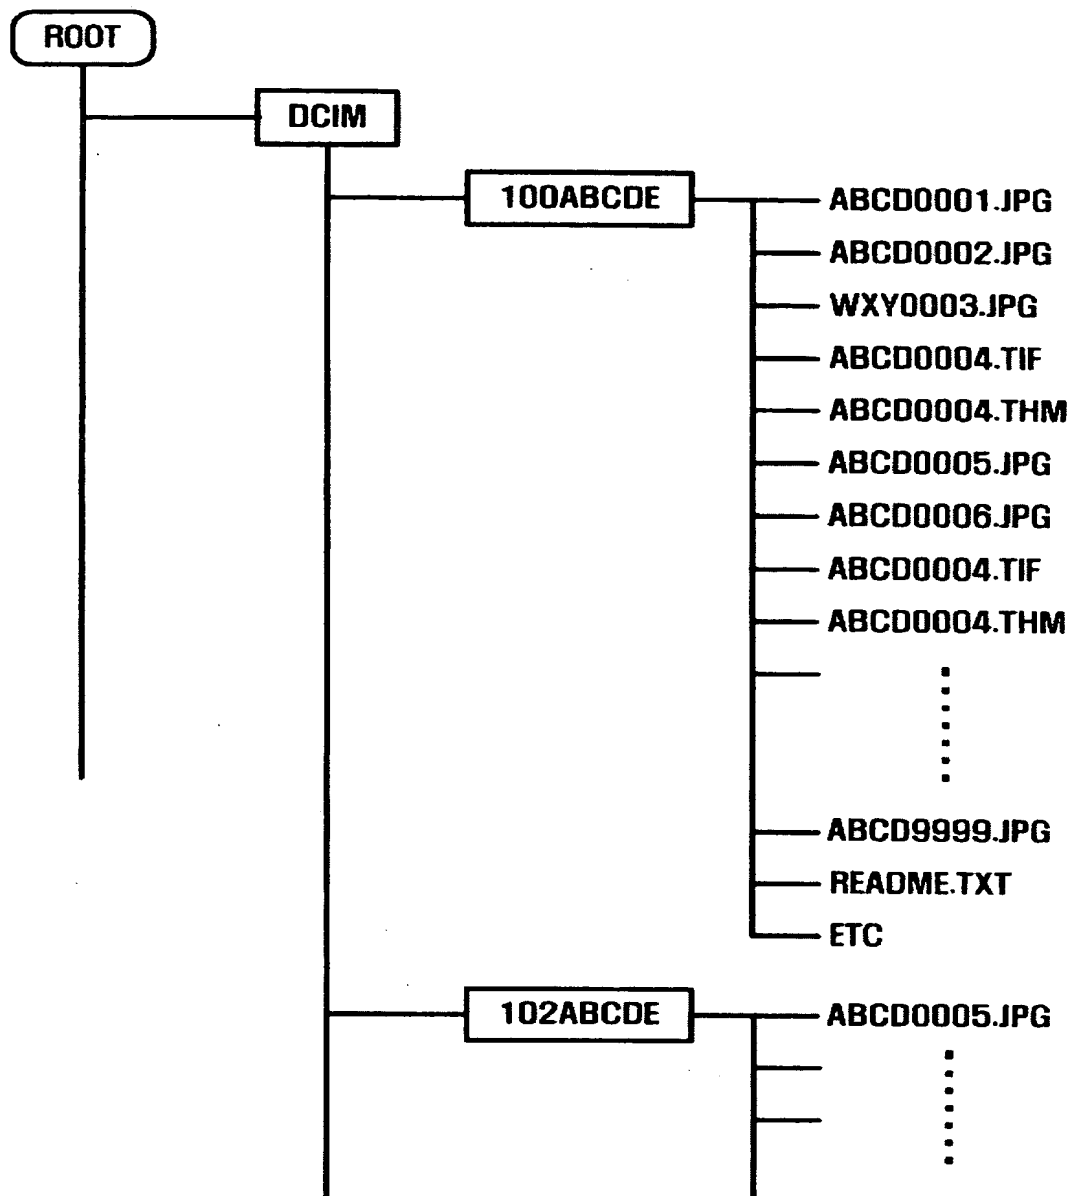 ROOT
DCIM
100ABCDE
ABCD0001.JPG
ABCD0002.JPG
WXY0003.JPG
ABCD0004.TIF
ABCD0004.THM
ABCD0005.JPG
ABCD0006.JPG
ABCD0004.TIF
ABCD0004.THM
ABCD9999.JPG
README.TXT
ETC
102ABCDE
ABCD0005.JPG